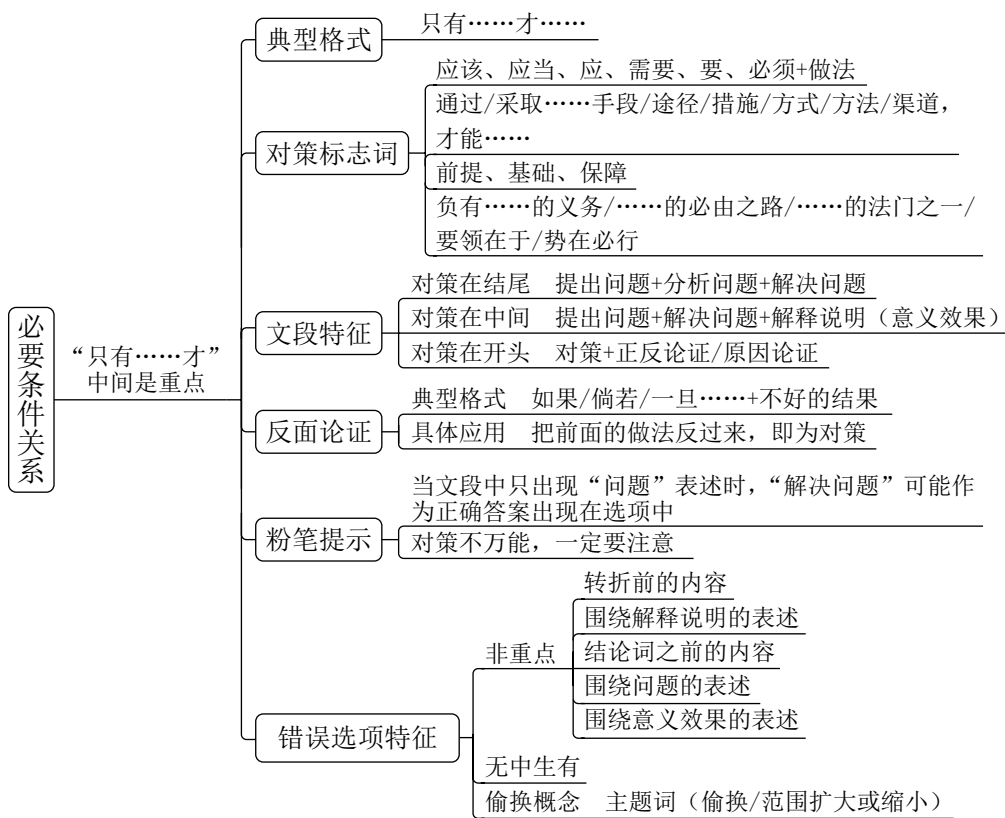 必要条件关系
“只有……才”
中间是重点
典型格式
只有……才……
对策标志词
应该、应当、应、需要、要、必须+做法
通过/采取……手段/途径/措施/方式/方法/渠道，
才能……
前提、基础、保障
负有……的义务/……的必由之路/……的法门之一/
要领在于/势在必行
文段特征
对策在结尾 提出问题+分析问题+解决问题
对策在中间 提出问题+解决问题+解释说明（意义效果）
对策在开头 对策+正反论证/原因论证
反面论证
典型格式 如果/倘若/一旦……+不好的结果
具体应用 把前面的做法反过来，即为对策
粉笔提示
当文段中只出现“问题”表述时，“解决问题”可能作
为正确答案出现在选项中
对策不万能，一定要注意
错误选项特征
非重点
转折前的内容
围绕解释说明的表述
结论词之前的内容
围绕问题的表述
围绕意义效果的表述
无中生有
偷换概念 主题词（偷换/范围扩大或缩小）